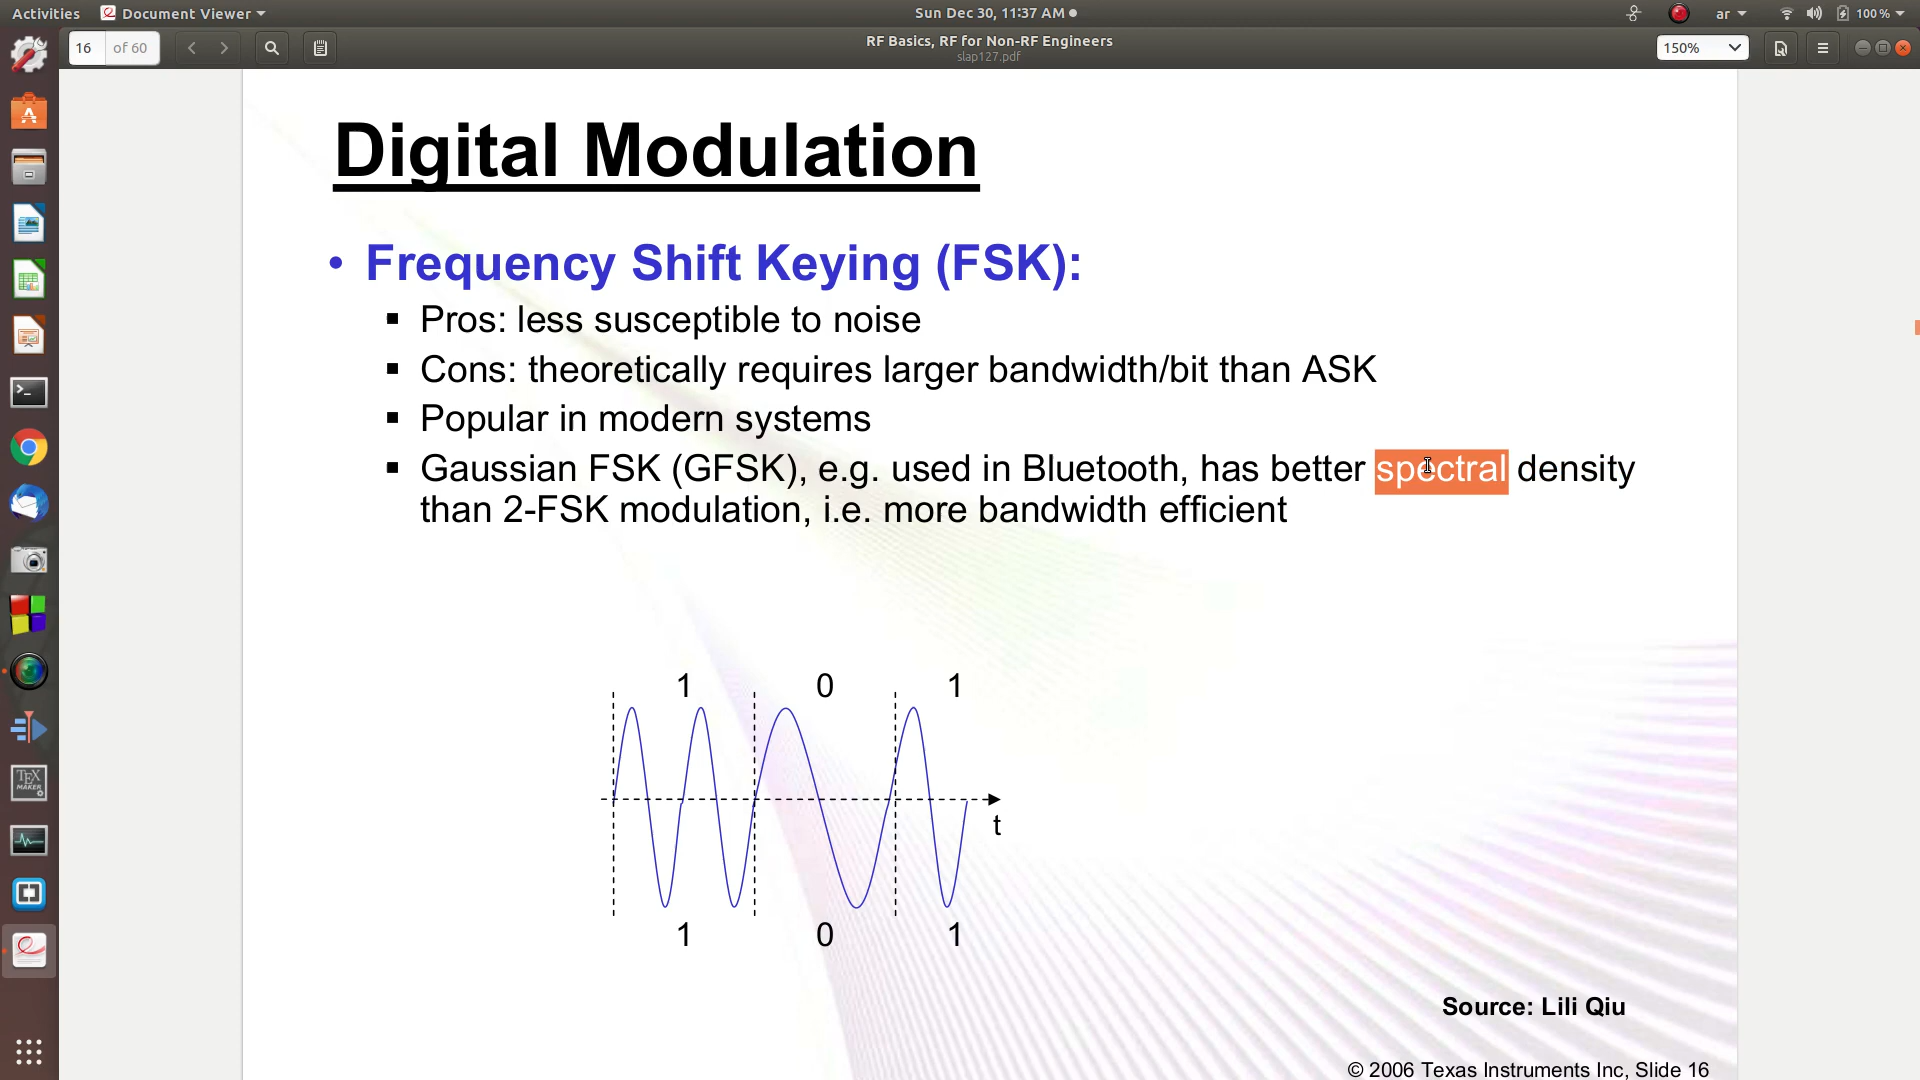 Activities
Document Viewer
Sun Dec 30, 11:37 AM
ar
100 %
16
of 60
RF Basics, RF for Non-RF Engineers
slap127.pdf
150%
Digital Modulation
• Frequency Shift Keying (FSK):
▪ Pros: less susceptible to noise
▪ Cons: theoretically requires larger bandwidth/bit than ASK
▪ Popular in modern systems
▪ Gaussian FSK (GFSK), e.g. used in Bluetooth, has better spectral density
than 2-FSK modulation, i.e. more bandwidth efficient
1 0 1
t
1 0 1
TEX
MAKER
Source: Lili Qiu
© 2006 Texas Instruments Inc, Slide 16